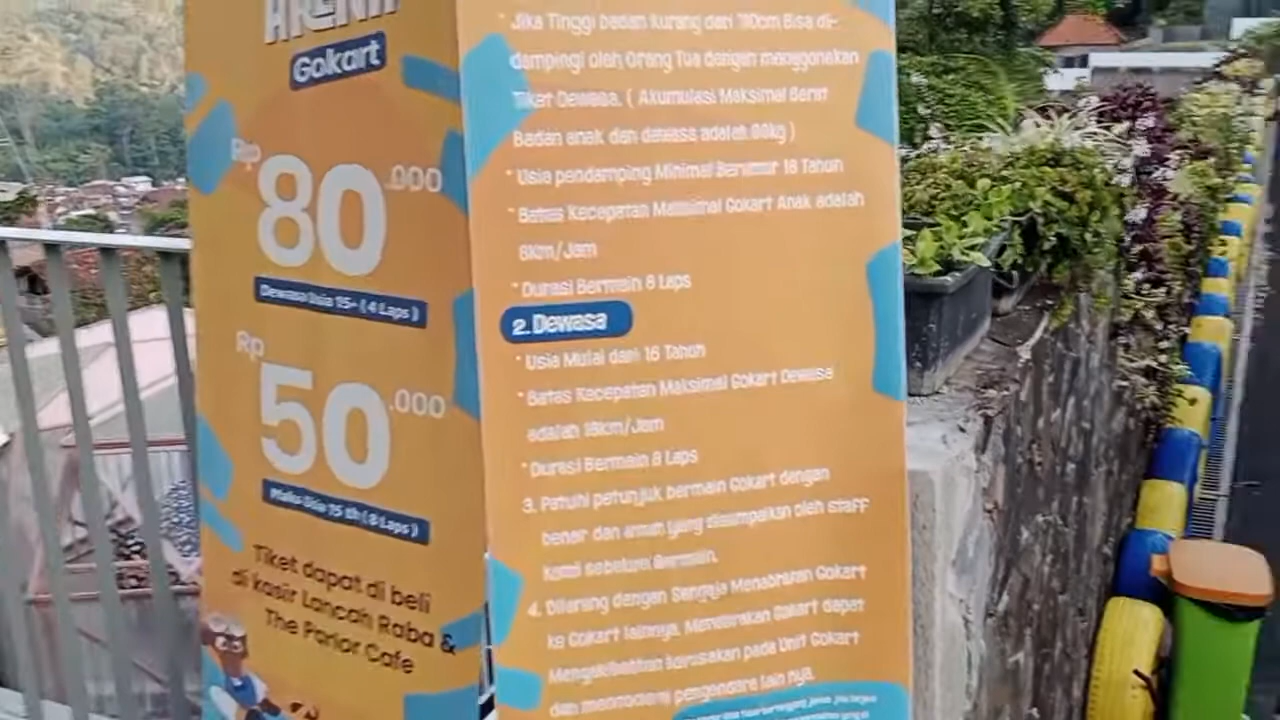 ARENA
Gokart
Rp 80.000
Dewasa Usia 15+ ( 4 Laps )
Rp 50.000
Maks Usia 15 th ( 8 Laps )
Tiket dapat di beli
di kasir Lancah Raba &
The Parlor Cafe
* Jika Tinggi badan kurang dari 110cm Bisa di-
dampingi oleh Orang Tua dengan menggunakan
Tiket Dewasa. ( Akumulasi Maksimal Berat
Badan anak dan dewasa adalah )
* Usia pendamping Minimal Berumur 18 Tahun
* Batas Kecepatan Maksimal Gokart Anak adalah
6km/Jam
* Durasi Bermain 8 Laps
2. Dewasa
* Usia Mulai dari 16 Tahun
* Batas Kecepatan Maksimal Gokart Dewasa
adalah 18km/Jam
* Durasi Bermain 8 Laps
3. Patuhi petunjuk bermain Gokart dengan
benar dan aman yang disampaikan oleh staff
kami sebelum Bermain.
4. Dilarang dengan Sengaja Menabrakan Gokart
ke Gokart lainnya. Menabrakan Gokart dapat
Mengakibatkan Kerusakan pada Unit Gokart
dan mencederai pengendara lain nya.